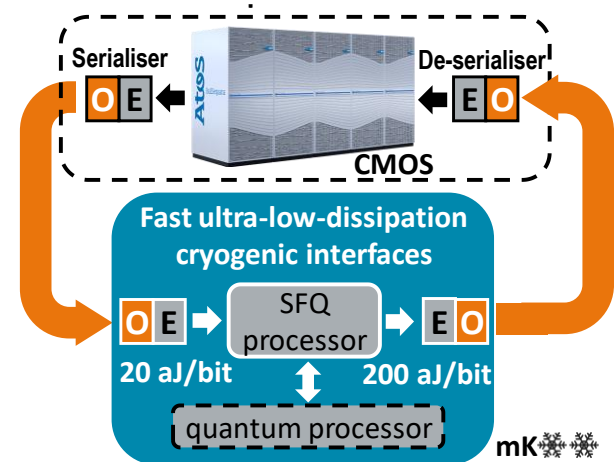 Serialiser
De-serialiser
O E
E O
Atos
CMOS
Fast ultra-low-dissipation
cryogenic interfaces
O E
SFQ
processor
E O
20 aJ/bit
200 aJ/bit
quantum processor
mK